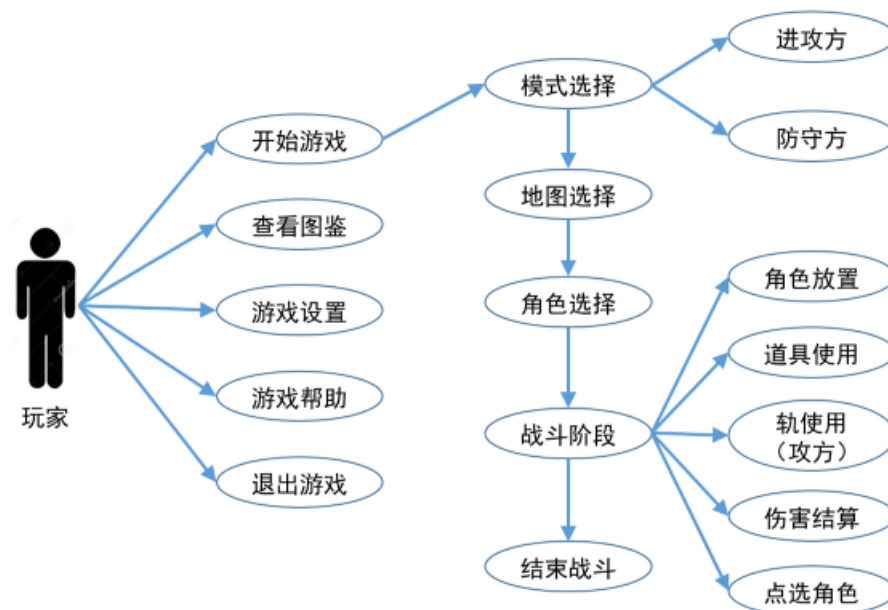 进攻方
模式选择
开始游戏
防守方
地图选择
查看图鉴
角色放置
游戏设置
角色选择
道具使用
游戏帮助
玩家
战斗阶段
轨使用
（攻方）
退出游戏
伤害结算
结束战斗
点选角色